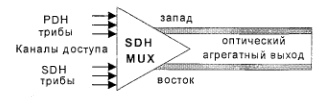 PDH
трибы
Каналы доступа
SDH
трибы
SDH
MUX
запад
оптический
агрегатный выход
восток